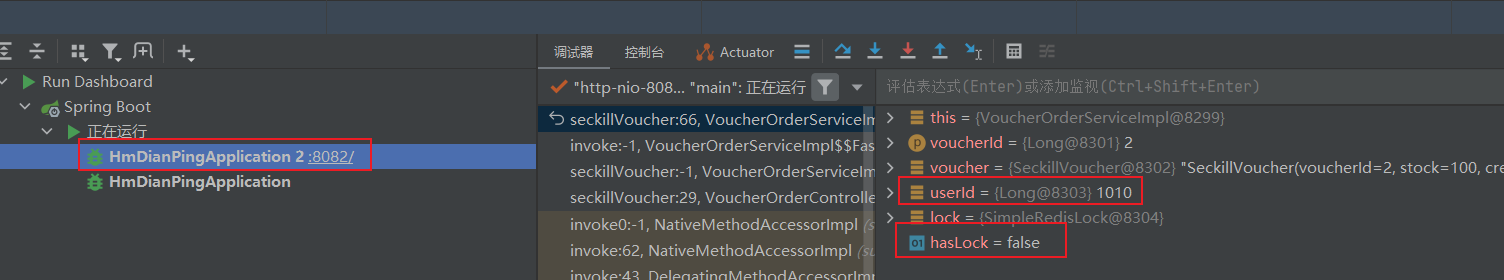 调试器 控制台 Actuator
Run Dashboard
Spring Boot
正在运行
HmDianPingApplication 2 :8082/
HmDianPingApplication
"http-nio-808... "main": 正在运行
seckillVoucher:66, VoucherOrderServiceIm
invoke:-1, VoucherOrderServiceImpl$$Fas
seckillVoucher:-1, VoucherOrderServiceIm
seckillVoucher:29, VoucherOrderControlle
invoke0:-1, NativeMethodAccessorImpl (s
invoke:62, NativeMethodAccessorImpl (su
invoke:43, DelegatingMethodAccessorImpl
评估表达式(Enter)或添加监视(Ctrl+Shift+Enter)
this = {VoucherOrderServiceImpl@8299}
voucherId = {Long@8301} 2
voucher = {SeckillVoucher@8302} "SeckillVoucher(voucherId=2, stock=100, cre
userId = {Long@8303} 1010
lock = {SimpleRedisLock@8304}
hasLock = false